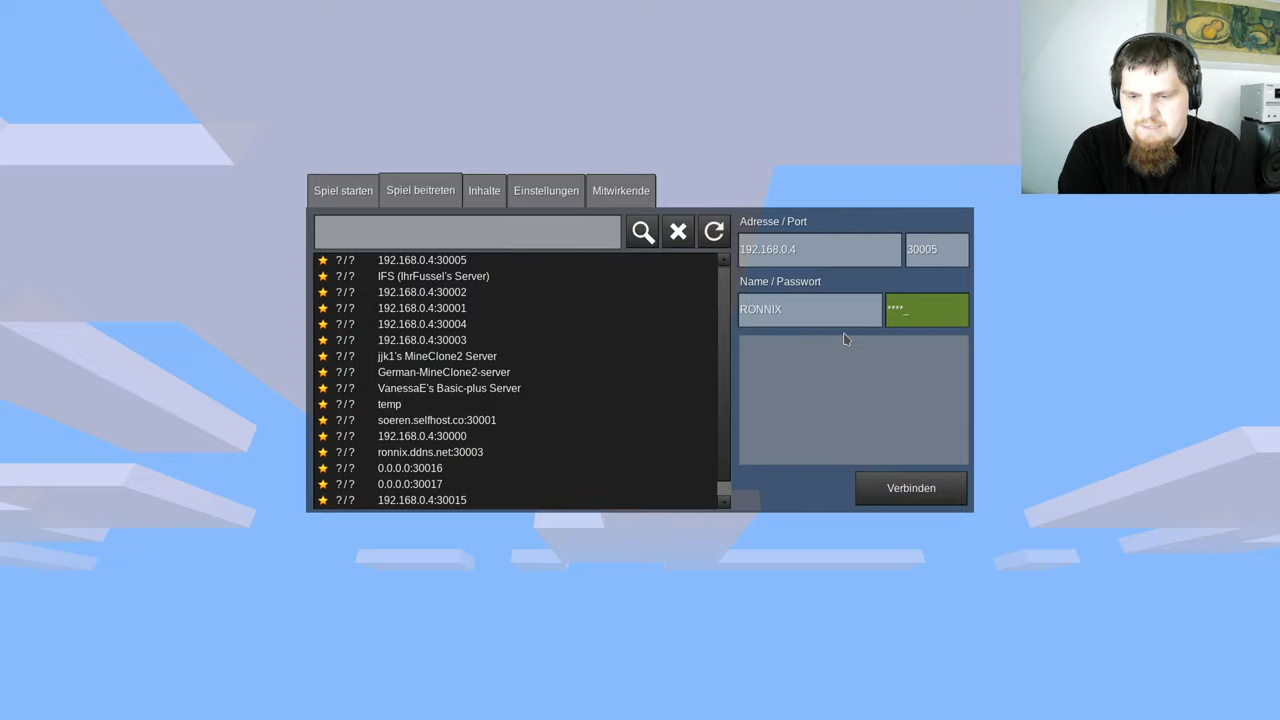 Spiel starten
Spiel beitreten
Inhalte
Einstellungen
Mitwirkende
Adresse / Port
192.168.0.4
30005
Name / Passwort
RONNIX
****_
Verbinden
? / ? 192.168.0.4:30005
? / ? IFS (IhrFussel's Server)
? / ? 192.168.0.4:30002
? / ? 192.168.0.4:30001
? / ? 192.168.0.4:30004
? / ? 192.168.0.4:30003
? / ? jjk1's MineClone2 Server
? / ? German-MineClone2-server
? / ? VanessaE's Basic-plus Server
? / ? temp
? / ? soeren.selfhost.co:30001
? / ? 192.168.0.4:30000
? / ? ronnix.ddns.net:30003
? / ? 0.0.0.0:30016
? / ? 0.0.0.0:30017
? / ? 192.168.0.4:30015